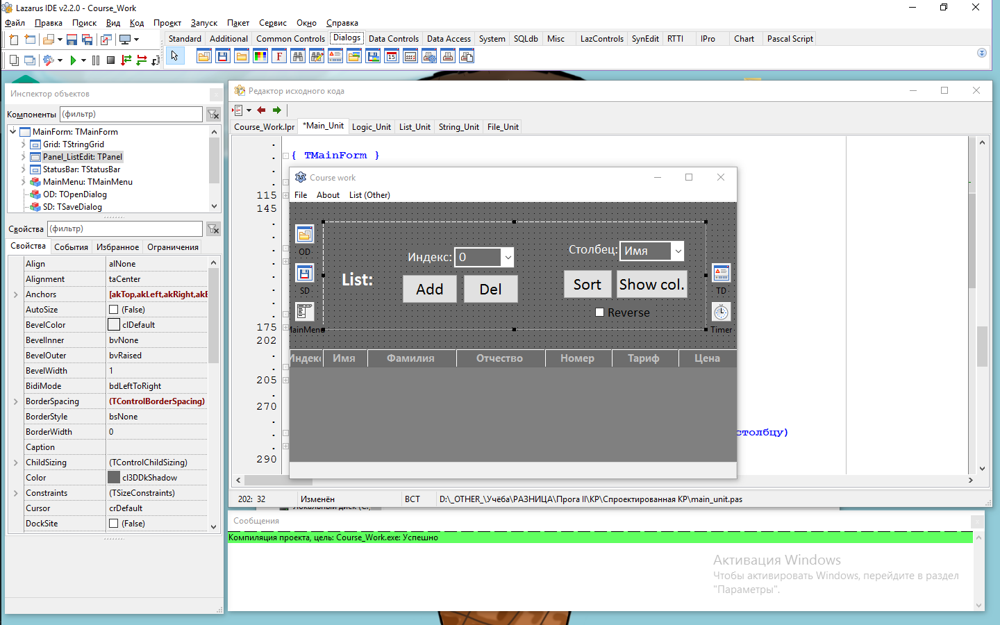 Lazarus IDE v2.2.0 - Course_Work
Файл Правка Поиск Вид Код Проект Запуск Пакет Сервис Окно Справка
Standard Additional Common Controls Dialogs Data Controls Data Access System SQLdb Misc LazControls SynEdit RTTI IPro Chart Pascal Script
Инспектор объектов
Компоненты (фильтр)
MainForm: TMainForm
Grid: TStringGrid
Panel_ListEdit: TPanel
StatusBar: TStatusBar
MainMenu: TMainMenu
OD: TOpenDialog
SD: TSaveDialog
Свойства (фильтр)
Свойства События Избранное Ограничения
Align alNone
Alignment taCenter
Anchors [akTop,akLeft,akRight,akB
AutoSize (False)
BevelColor clDefault
BevelInner bvNone
BevelOuter bvRaised
BevelWidth 1
BidiMode bdLeftToRight
BorderSpacing (TControlBorderSpacing)
BorderStyle bsNone
BorderWidth 0
Caption
ChildSizing (TControlChildSizing)
Color cl3DDkShadow
Constraints (TSizeConstraints)
Cursor crDefault
DockSite (False)
Редактор исходного кода
Course_Work.lpr *Main_Unit Logic_Unit List_Unit String_Unit File_Unit
{ TMainForm }
115
145
175
202
205
270
столбцу)
290
Course work
File About List (Other)
OD
SD
MainMenu
TD
Timer
List:
Индекс: 0
Add Del
Столбец: Имя
Sort Show col.
Reverse
Индекс Имя Фамилия Отчество Номер Тариф Цена
202: 32 Изменён ВСТ D:\_OTHER_\Учёба\РАЗНИЦА\Прога II\КР\Спроектированная КР\main_unit.pas
Локальный диск (C:)
Сообщения
Компиляция проекта, цель: Course_Work.exe: Успешно
Активация Windows
Чтобы активировать Windows, перейдите в раздел
"Параметры".